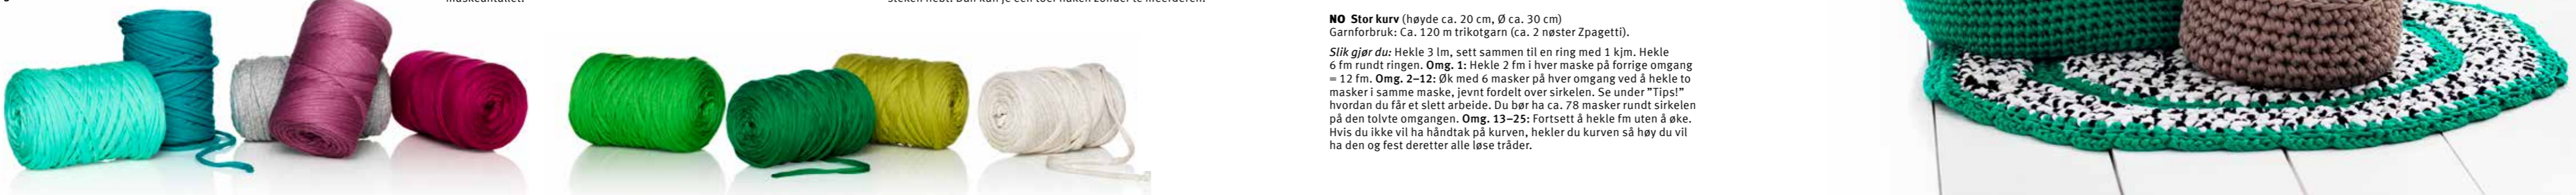 NO Stor kurv (høyde ca. 20 cm, Ø ca. 30 cm)
Garnforbruk: Ca. 120 m trikotgarn (ca. 2 nøster Zpagetti).
Slik gjør du: Hekle 3 lm, sett sammen til en ring med 1 kjm. Hekle
6 fm rundt ringen. Omg. 1: Hekle 2 fm i hver maske på forrige omgang
= 12 fm. Omg. 2–12: Øk med 6 masker på hver omgang ved å hekle to
masker i samme maske, jevnt fordelt over sirkelen. Se under ”Tips!”
hvordan du får et slett arbeide. Du bør ha ca. 78 masker rundt sirkelen
på den tolvte omgangen. Omg. 13–25: Fortsett å hekle fm uten å øke.
Hvis du ikke vil ha håndtak på kurven, hekler du kurven så høy du vil
ha den og fest deretter alle løse tråder.